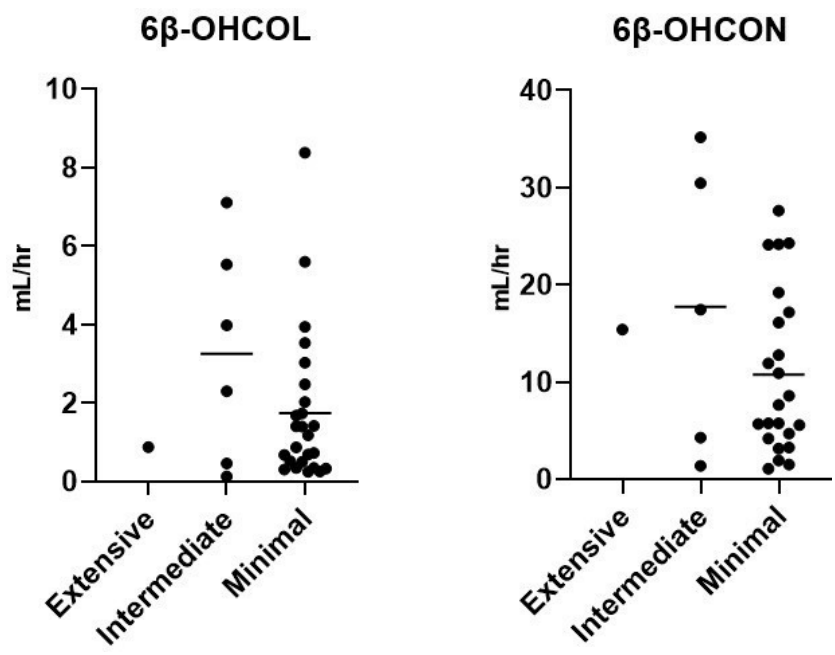 6β-OHCOL
10
8
6
4
2
0
mL/hr
Extensive
Intermediate
Minimal
6β-OHCON
40
30
20
10
0
mL/hr
Extensive
Intermediate
Minimal